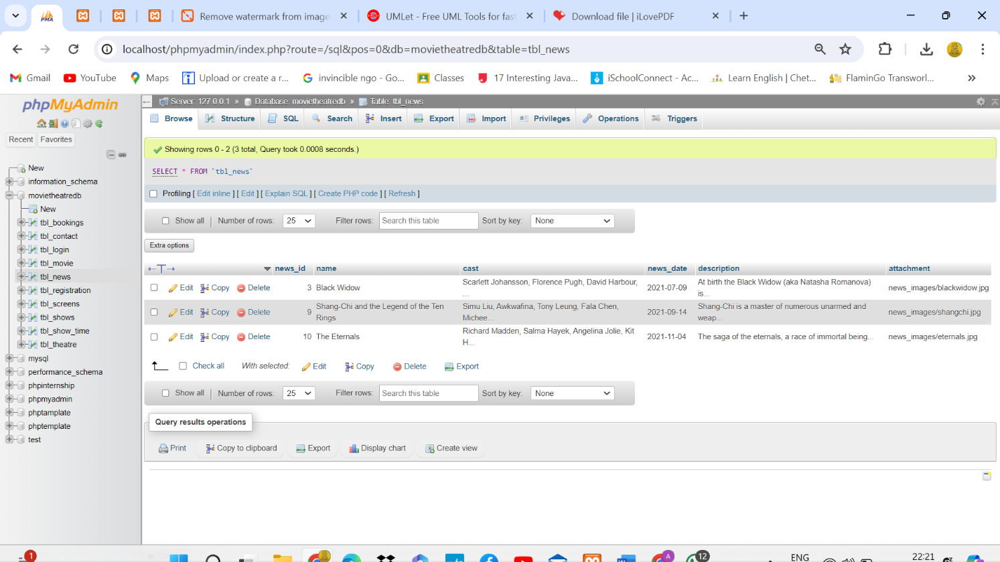 PMA
Remove watermark from image
UMLet - Free UML Tools for fast
Download file | iLovePDF
localhost/phpmyadmin/index.php?route=/sql&pos=0&db=movietheatredb&table=tbl_news
Gmail
YouTube
Maps
Upload or create a r...
invincible ngo - Go...
Classes
17 Interesting Java...
iSchoolConnect - Ac...
Learn English | Chet...
FlaminGo Transworl...
phpMyAdmin
Recent
Favorites
New
information_schema
movietheatredb
New
tbl_bookings
tbl_contact
tbl_login
tbl_movie
tbl_news
tbl_registration
tbl_screens
tbl_shows
tbl_show_time
tbl_theatre
mysql
performance_schema
phpinternship
phpmyadmin
phptamplate
phptemplate
test
Server: 127.0.0.1 » Database: movietheatredb » Table: tbl_news
Browse Structure SQL Search Insert Export Import Privileges Operations Triggers
Showing rows 0 - 2 (3 total, Query took 0.0008 seconds.)
SELECT * FROM `tbl_news`
Profiling [ Edit inline ] [ Edit ] [ Explain SQL ] [ Create PHP code ] [ Refresh ]
Show all | Number of rows: 25 Filter rows: Search this table Sort by key: None
Extra options
←T→ news_id name cast news_date description attachment
Edit Copy Delete 3 Black Widow Scarlett Johansson, Florence Pugh, David Harbour, ... 2021-07-09 At birth the Black Widow (aka Natasha Romanova) is... news_images/blackwidow.jpg
Edit Copy Delete 9 Shang-Chi and the Legend of the Ten Rings Simu Liu, Awkwafina, Tony Leung, Fala Chen, Michee... 2021-09-14 Shang-Chi is a master of numerous unarmed and weap... news_images/shangchi.jpg
Edit Copy Delete 10 The Eternals Richard Madden, Salma Hayek, Angelina Jolie, Kit H... 2021-11-04 The saga of the eternals, a race of immortal being... news_images/eternals.jpg
Check all With selected: Edit Copy Delete Export
Show all | Number of rows: 25 Filter rows: Search this table Sort by key: None
Query results operations
Print Copy to clipboard Export Display chart Create view
1
A
12
ENG
22:21